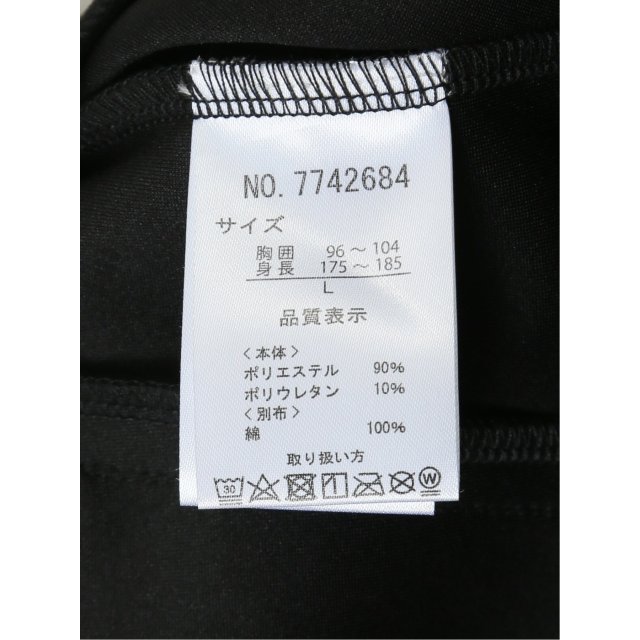 NO. 7742684
サイズ
胸囲 96～104
身長 175～185
L
品質表示
〈本体〉
ポリエステル 90%
ポリウレタン 10%
〈別布〉
綿 100%
取り扱い方
30 W